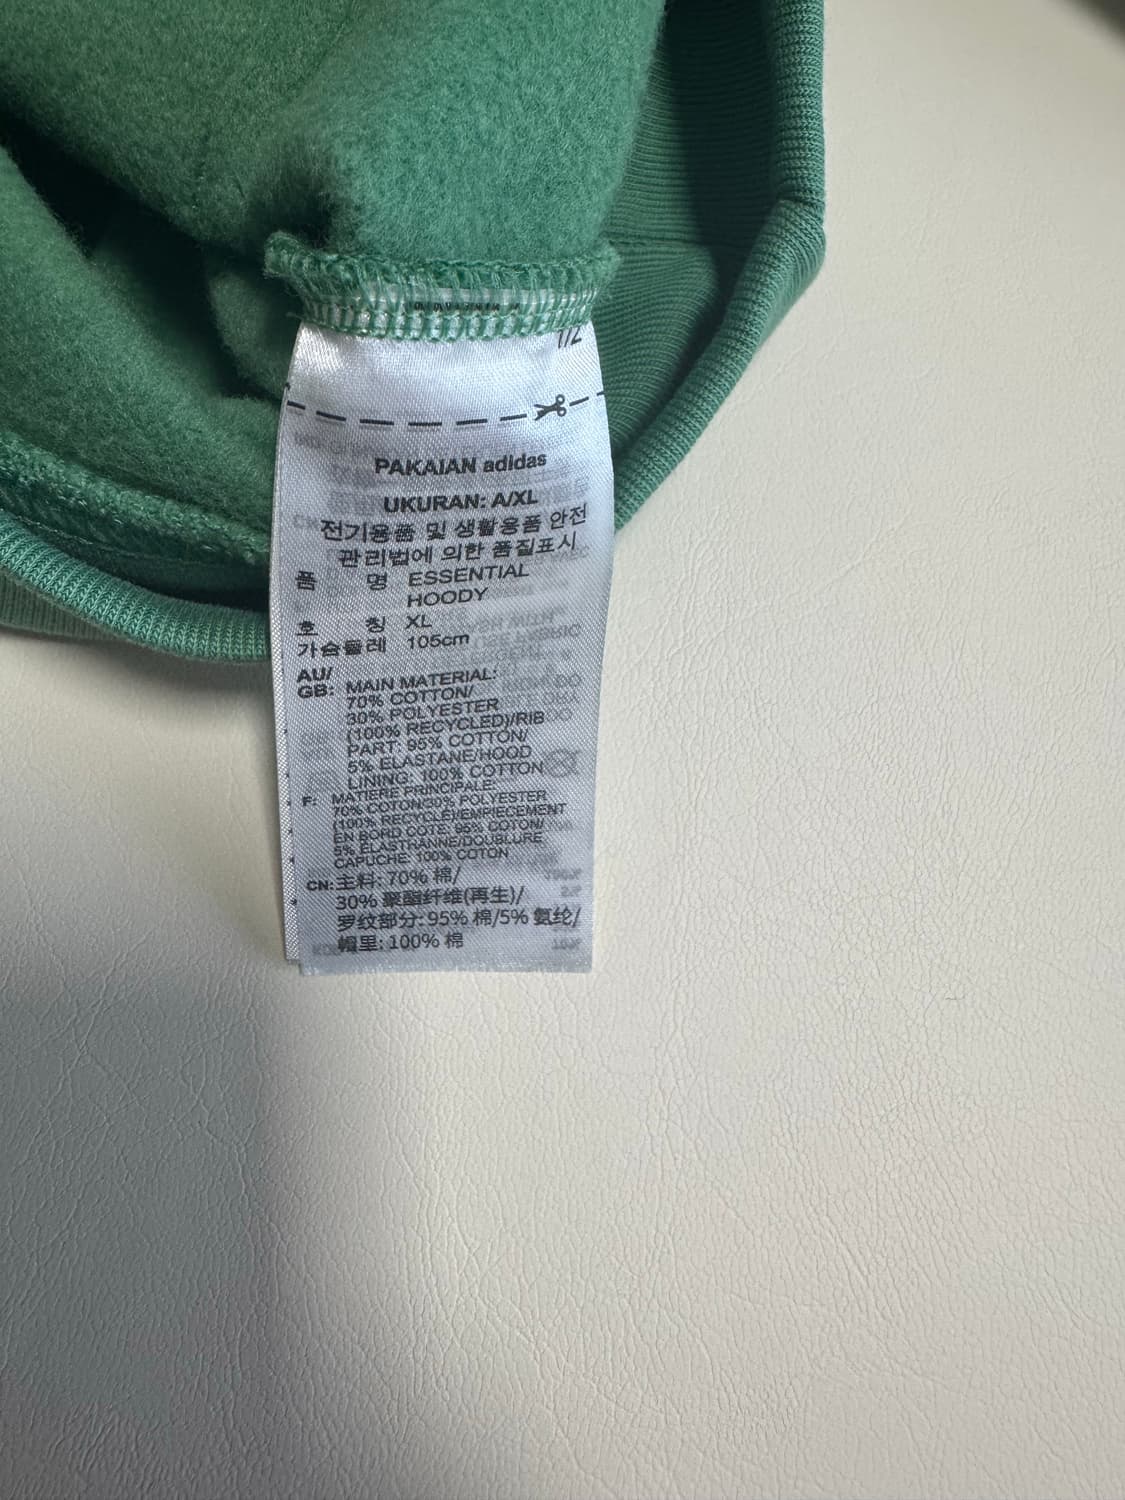 1/2
PAKAIAN adidas
UKURAN: A/XL
전기용품 및 생활용품 안전
관리법에 의한 품질표시
품 명 ESSENTIAL
HOODY
호 칭 XL
가슴둘레 105cm
AU/
GB: MAIN MATERIAL:
70% COTTON/
30% POLYESTER
(100% RECYCLED)/RIB
PART: 95% COTTON/
5% ELASTANE/HOOD
LINING: 100% COTTON
F: MATIERE PRINCIPALE:
70% COTON/30% POLYESTER
(100% RECYCLÉ)/EMPIECEMENT
EN BORD COTE: 95% COTON/
5% ÉLASTHANNE/DOUBLURE
CAPUCHE: 100% COTON
CN: 主料: 70% 棉/
30% 聚酯纤维(再生)/
罗纹部分: 95% 棉/5% 氨纶/
帽里: 100% 棉